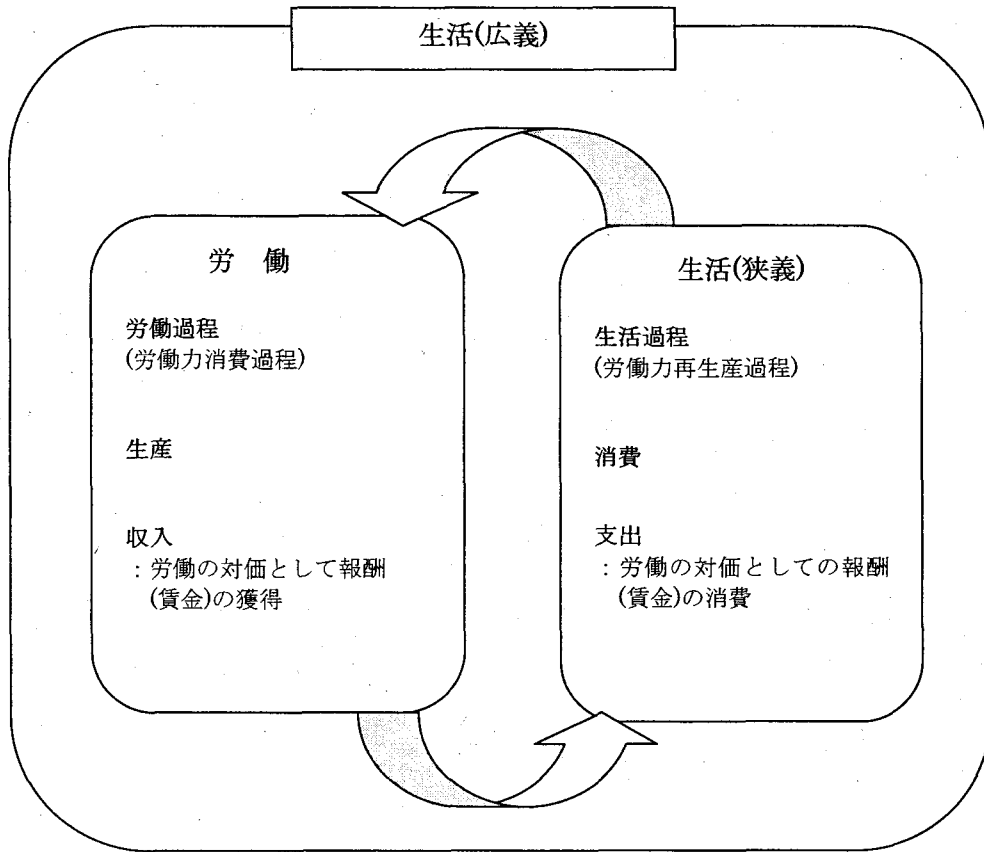 生活(広義)
労　働
労働過程
(労働力消費過程)
生産
収入
：労働の対価として報酬
(賃金)の獲得
生活(狭義)
生活過程
(労働力再生産過程)
消費
支出
：労働の対価としての報酬
(賃金)の消費